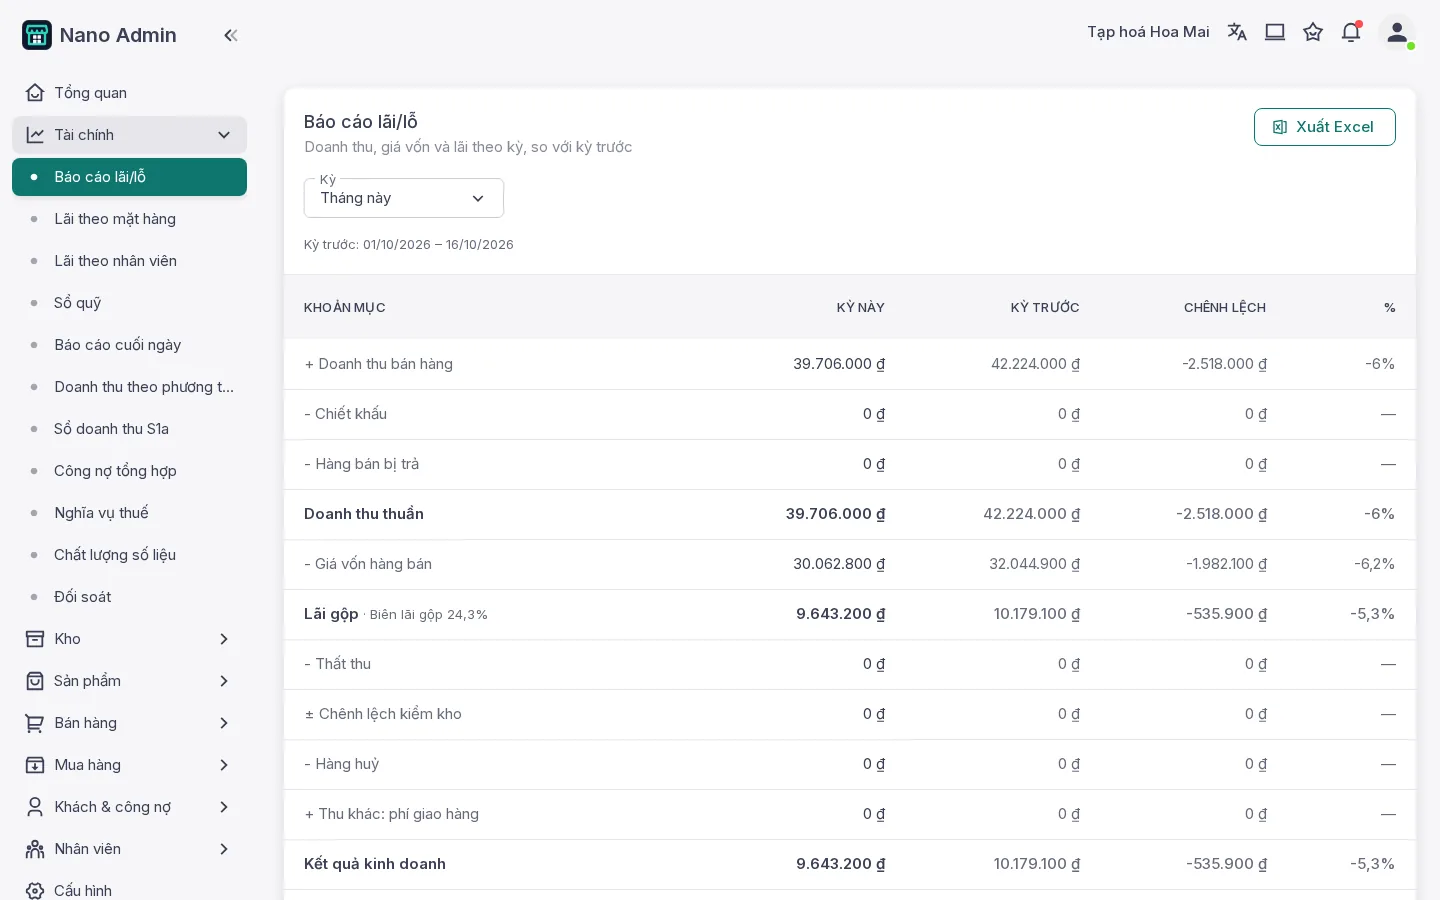 Nano Admin
Tạp hoá Hoa Mai
Tổng quan
Tài chính
Báo cáo lãi/lỗ
Lãi theo mặt hàng
Lãi theo nhân viên
Sổ quỹ
Báo cáo cuối ngày
Doanh thu theo phương t...
Sổ doanh thu S1a
Công nợ tổng hợp
Nghĩa vụ thuế
Chất lượng số liệu
Đối soát
Kho
Sản phẩm
Bán hàng
Mua hàng
Khách & công nợ
Nhân viên
Cấu hình
Báo cáo lãi/lỗ
Doanh thu, giá vốn và lãi theo kỳ, so với kỳ trước
Xuất Excel
Kỳ
Tháng này
Kỳ trước: 01/10/2026 – 16/10/2026
KHOẢN MỤC KỲ NÀY KỲ TRƯỚC CHÊNH LỆCH %
+ Doanh thu bán hàng 39.706.000 ₫ 42.224.000 ₫ -2.518.000 ₫ -6%
- Chiết khấu 0 ₫ 0 ₫ 0 ₫ —
- Hàng bán bị trả 0 ₫ 0 ₫ 0 ₫ —
Doanh thu thuần 39.706.000 ₫ 42.224.000 ₫ -2.518.000 ₫ -6%
- Giá vốn hàng bán 30.062.800 ₫ 32.044.900 ₫ -1.982.100 ₫ -6,2%
Lãi gộp · Biên lãi gộp 24,3% 9.643.200 ₫ 10.179.100 ₫ -535.900 ₫ -5,3%
- Thất thu 0 ₫ 0 ₫ 0 ₫ —
± Chênh lệch kiểm kho 0 ₫ 0 ₫ 0 ₫ —
- Hàng huỷ 0 ₫ 0 ₫ 0 ₫ —
+ Thu khác: phí giao hàng 0 ₫ 0 ₫ 0 ₫ —
Kết quả kinh doanh 9.643.200 ₫ 10.179.100 ₫ -535.900 ₫ -5,3%